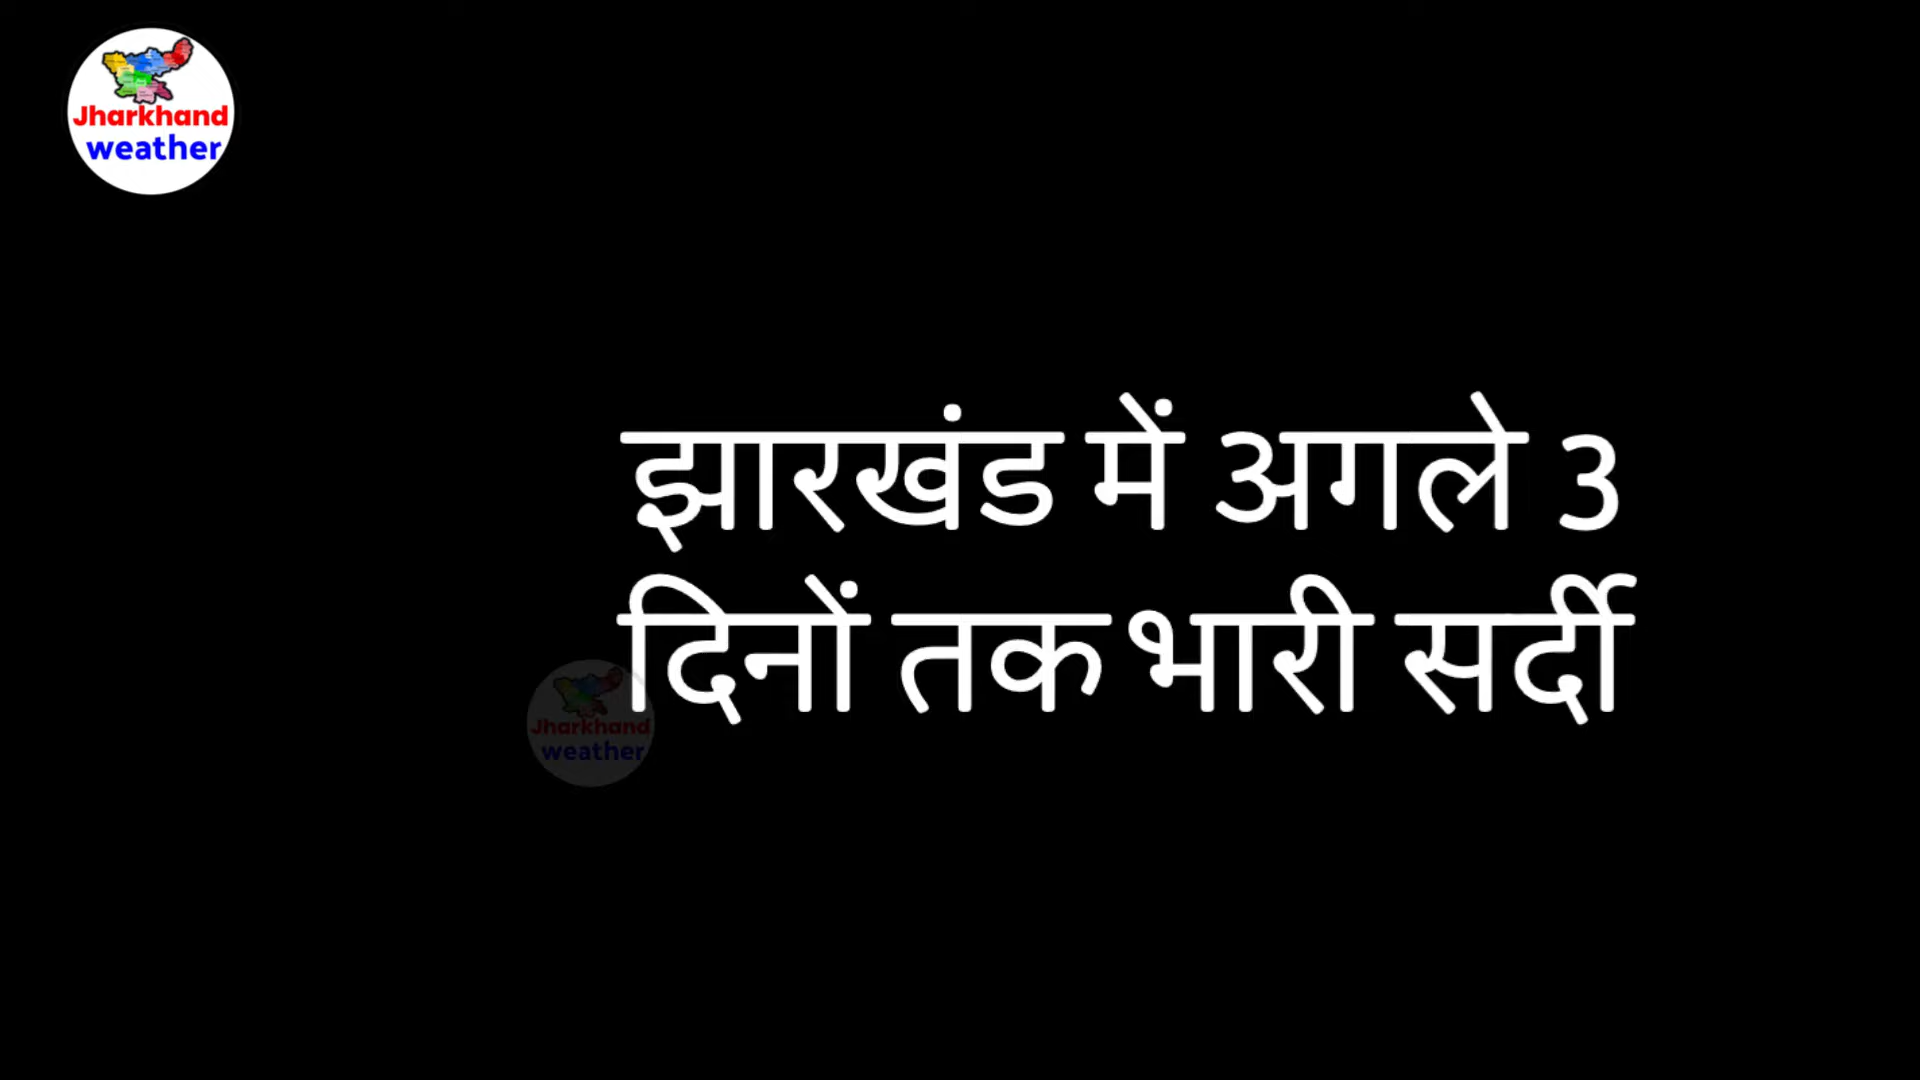 Jharkhand
weather
झारखंड में अगले 3
दिनों तक भारी सर्दी
Jharkhand
weather